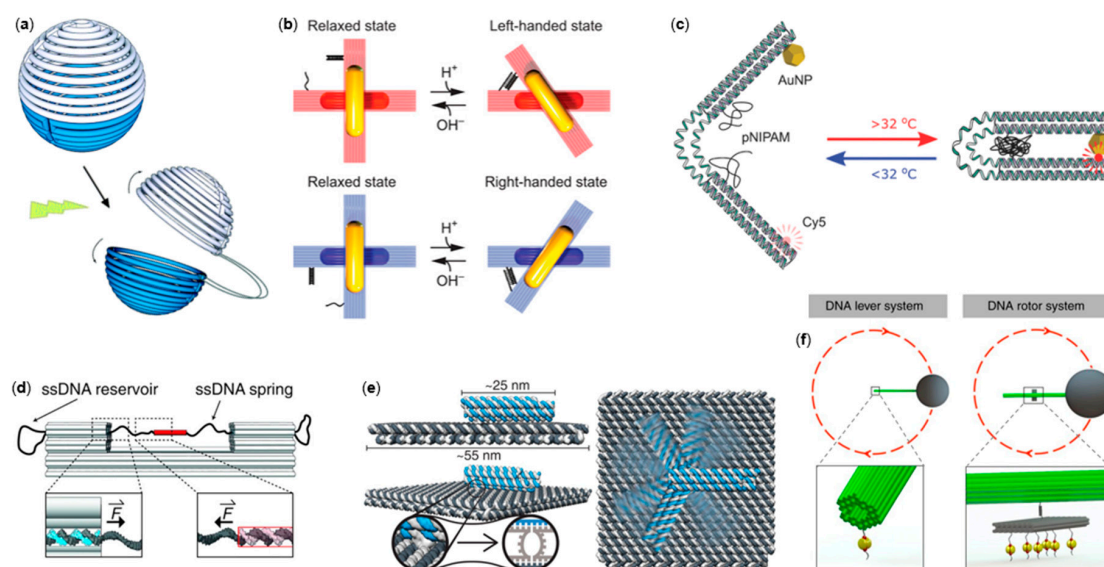 (a)
(b)
Relaxed state
Left-handed state
H⁺
OH⁻
Relaxed state
Right-handed state
H⁺
OH⁻
(c)
AuNP
pNIPAM
>32 °C
<32 °C
Cy5
(d)
ssDNA reservoir
ssDNA spring
F
F
(e)
~25 nm
~55 nm
(f)
DNA lever system
DNA rotor system